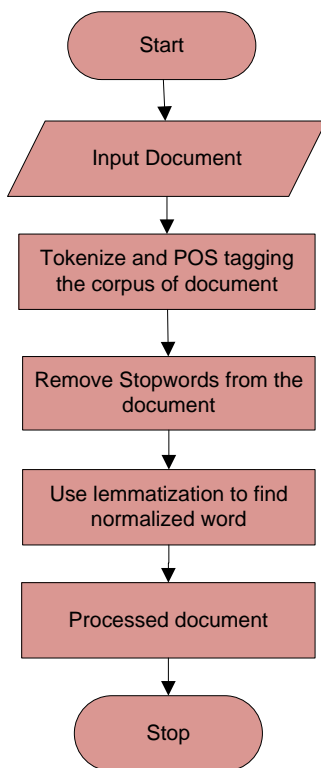 Start
Input Document
Tokenize and POS tagging
the corpus of document
Remove Stopwords from the
document
Use lemmatization to find
normalized word
Processed document
Stop